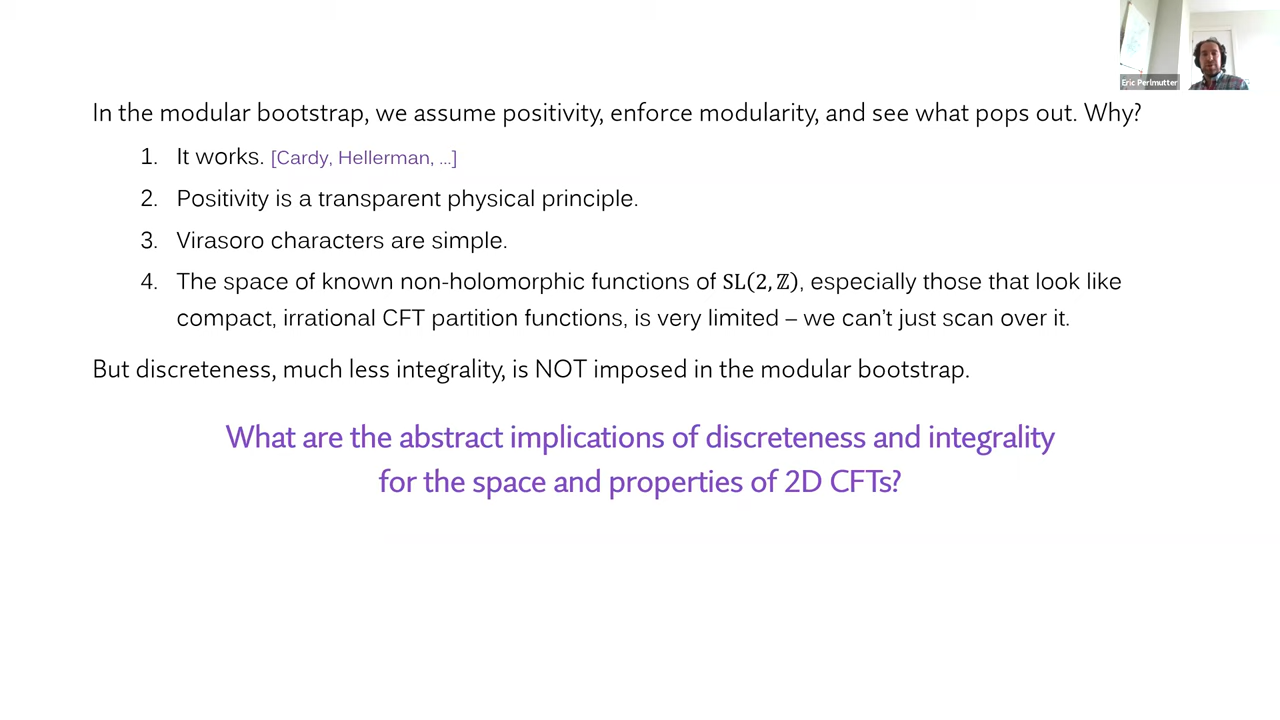 Eric Perlmutter
In the modular bootstrap, we assume positivity, enforce modularity, and see what pops out. Why?
1. It works. [Cardy, Hellerman, ...]
2. Positivity is a transparent physical principle.
3. Virasoro characters are simple.
4. The space of known non-holomorphic functions of SL(2, ℤ), especially those that look like
compact, irrational CFT partition functions, is very limited – we can't just scan over it.
But discreteness, much less integrality, is NOT imposed in the modular bootstrap.
What are the abstract implications of discreteness and integrality
for the space and properties of 2D CFTs?